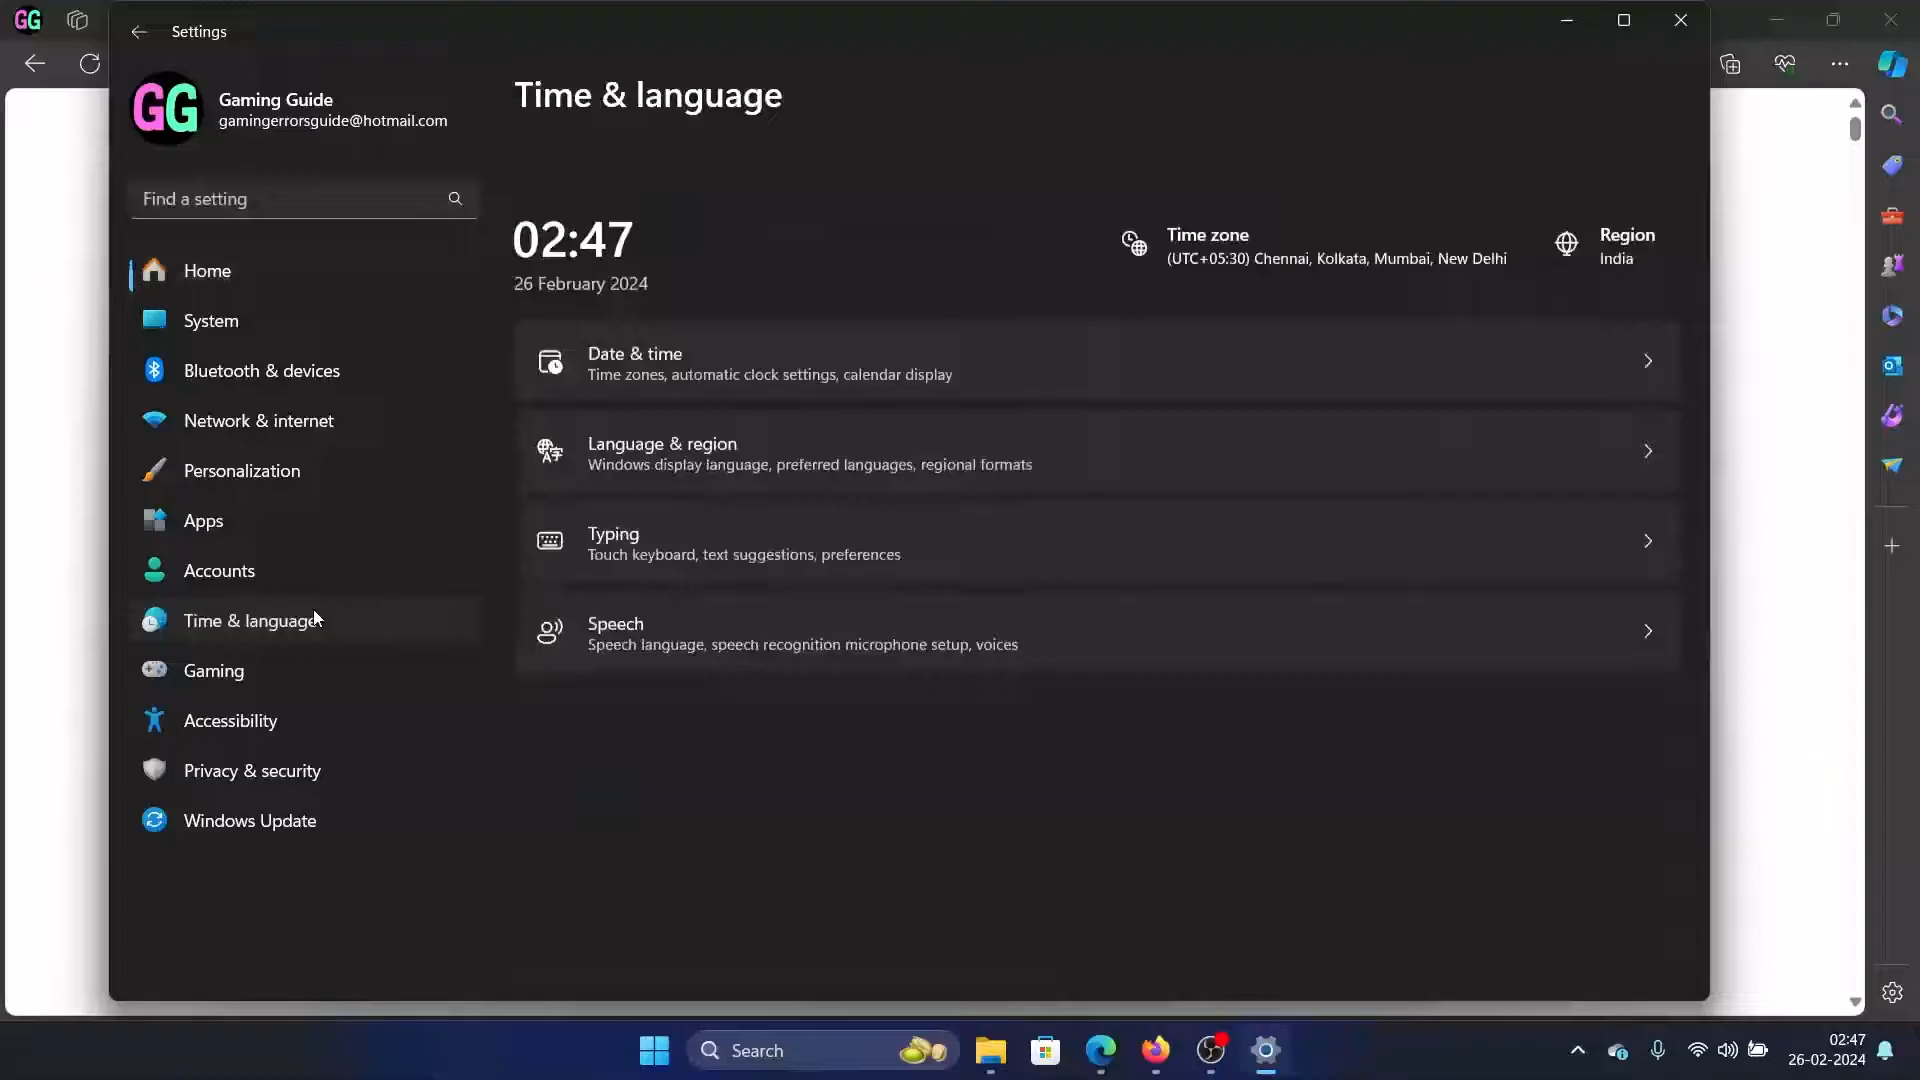 GG
Settings
GG
Gaming Guide
gamingerrorsguide@hotmail.com
Find a setting
Home
System
Bluetooth & devices
Network & internet
Personalization
Apps
Accounts
Time & language
Gaming
Accessibility
Privacy & security
Windows Update
Time & language
02:47
26 February 2024
Time zone
(UTC+05:30) Chennai, Kolkata, Mumbai, New Delhi
Region
India
Date & time
Time zones, automatic clock settings, calendar display
Language & region
Windows display language, preferred languages, regional formats
Typing
Touch keyboard, text suggestions, preferences
Speech
Speech language, speech recognition microphone setup, voices
Search
02:47
26-02-2024